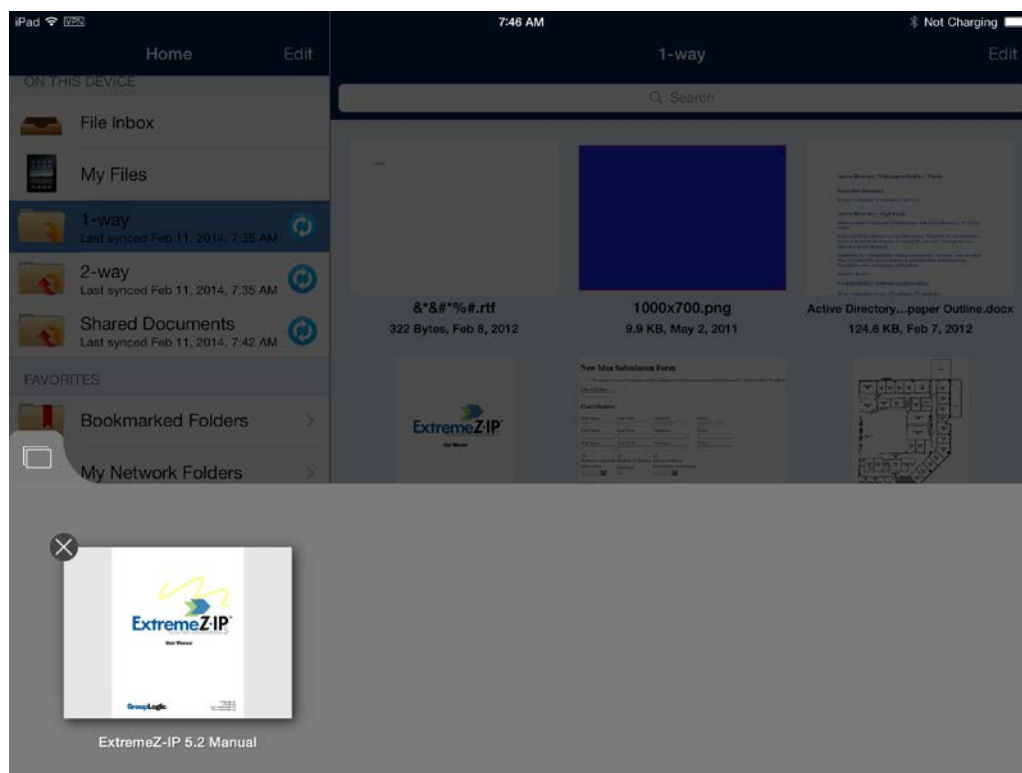 iPad VPN 7:46 AM Not Charging
Home Edit
1-way Edit
ON THIS DEVICE
Search
File Inbox
My Files
1-way
Last synced Feb 11, 2014, 7:35 AM
2-way
Last synced Feb 11, 2014, 7:35 AM
Shared Documents
Last synced Feb 11, 2014, 7:42 AM
FAVORITES
Bookmarked Folders
My Network Folders
&*&#*%#.rtf
322 Bytes, Feb 8, 2012
1000x700.png
9.9 KB, May 2, 2011
Active Directory...paper Outline.docx
124.6 KB, Feb 7, 2012
ExtremeZ-IP
User Manual
New Idea Submission Form
Contributors
ExtremeZ-IP
User Manual
GroupLogic
ExtremeZ-IP 5.2 Manual